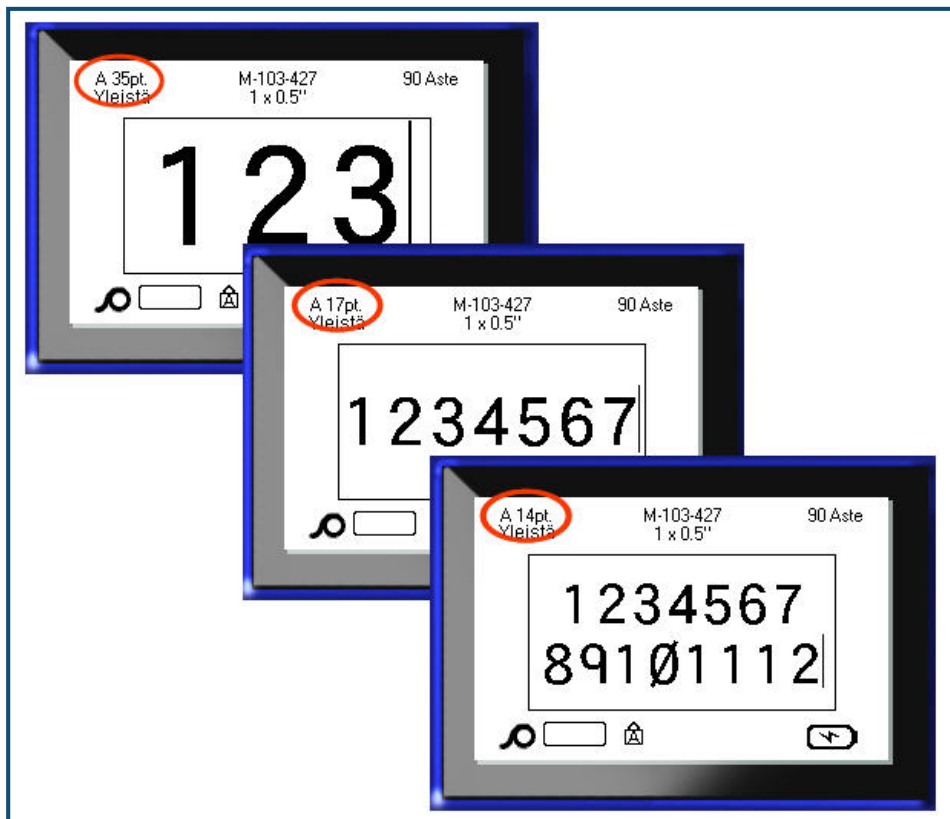 A 35pt. M-103-427 90 Aste
Yleistä 1 x 0.5"
123
A
A 17pt. M-103-427 90 Aste
Yleistä 1 x 0.5"
1234567
A 14pt. M-103-427 90 Aste
Yleistä 1 x 0.5"
1234567
891Ø1112
A